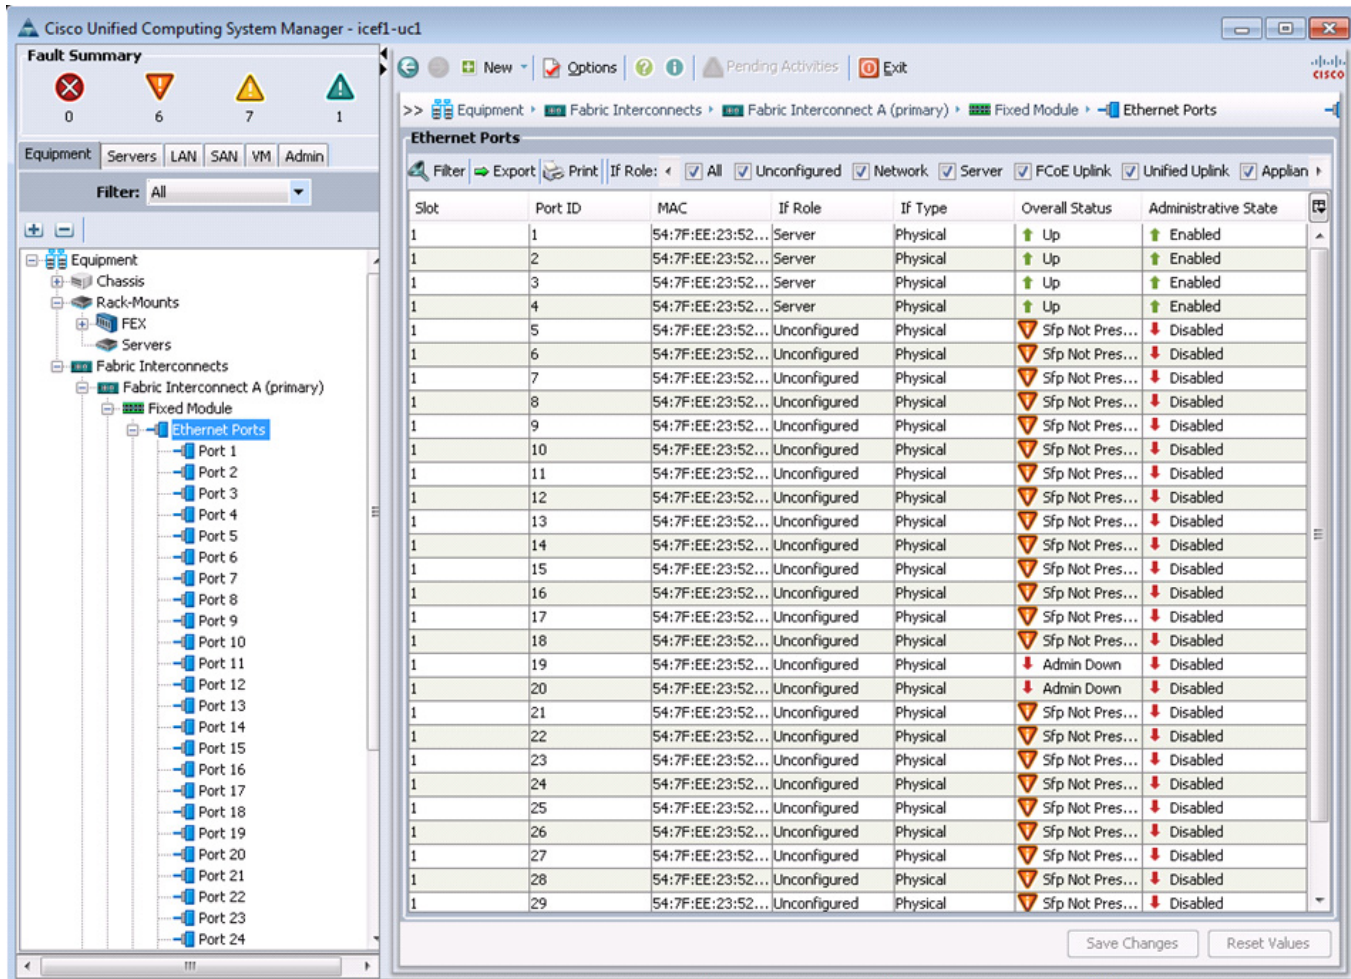 Cisco Unified Computing System Manager - icef1-uc1
Fault Summary
0 6 7 1
New Options Pending Activities Exit
CISCO
>> Equipment Fabric Interconnects Fabric Interconnect A (primary) Fixed Module Ethernet Ports
Equipment Servers LAN SAN VM Admin
Filter: All
Equipment
Chassis
Rack-Mounts
FEX
Servers
Fabric Interconnects
Fabric Interconnect A (primary)
Fixed Module
Ethernet Ports
Port 1
Port 2
Port 3
Port 4
Port 5
Port 6
Port 7
Port 8
Port 9
Port 10
Port 11
Port 12
Port 13
Port 14
Port 15
Port 16
Port 17
Port 18
Port 19
Port 20
Port 21
Port 22
Port 23
Port 24
Ethernet Ports
Filter Export Print If Role: All Unconfigured Network Server FCoE Uplink Unified Uplink Applian
Slot Port ID MAC If Role If Type Overall Status Administrative State
1 1 54:7F:EE:23:52... Server Physical Up Enabled
1 2 54:7F:EE:23:52... Server Physical Up Enabled
1 3 54:7F:EE:23:52... Server Physical Up Enabled
1 4 54:7F:EE:23:52... Server Physical Up Enabled
1 5 54:7F:EE:23:52... Unconfigured Physical Sfp Not Pres... Disabled
1 6 54:7F:EE:23:52... Unconfigured Physical Sfp Not Pres... Disabled
1 7 54:7F:EE:23:52... Unconfigured Physical Sfp Not Pres... Disabled
1 8 54:7F:EE:23:52... Unconfigured Physical Sfp Not Pres... Disabled
1 9 54:7F:EE:23:52... Unconfigured Physical Sfp Not Pres... Disabled
1 10 54:7F:EE:23:52... Unconfigured Physical Sfp Not Pres... Disabled
1 11 54:7F:EE:23:52... Unconfigured Physical Sfp Not Pres... Disabled
1 12 54:7F:EE:23:52... Unconfigured Physical Sfp Not Pres... Disabled
1 13 54:7F:EE:23:52... Unconfigured Physical Sfp Not Pres... Disabled
1 14 54:7F:EE:23:52... Unconfigured Physical Sfp Not Pres... Disabled
1 15 54:7F:EE:23:52... Unconfigured Physical Sfp Not Pres... Disabled
1 16 54:7F:EE:23:52... Unconfigured Physical Sfp Not Pres... Disabled
1 17 54:7F:EE:23:52... Unconfigured Physical Sfp Not Pres... Disabled
1 18 54:7F:EE:23:52... Unconfigured Physical Sfp Not Pres... Disabled
1 19 54:7F:EE:23:52... Unconfigured Physical Admin Down Disabled
1 20 54:7F:EE:23:52... Unconfigured Physical Admin Down Disabled
1 21 54:7F:EE:23:52... Unconfigured Physical Sfp Not Pres... Disabled
1 22 54:7F:EE:23:52... Unconfigured Physical Sfp Not Pres... Disabled
1 23 54:7F:EE:23:52... Unconfigured Physical Sfp Not Pres... Disabled
1 24 54:7F:EE:23:52... Unconfigured Physical Sfp Not Pres... Disabled
1 25 54:7F:EE:23:52... Unconfigured Physical Sfp Not Pres... Disabled
1 26 54:7F:EE:23:52... Unconfigured Physical Sfp Not Pres... Disabled
1 27 54:7F:EE:23:52... Unconfigured Physical Sfp Not Pres... Disabled
1 28 54:7F:EE:23:52... Unconfigured Physical Sfp Not Pres... Disabled
1 29 54:7F:EE:23:52... Unconfigured Physical Sfp Not Pres... Disabled
Save Changes Reset Values